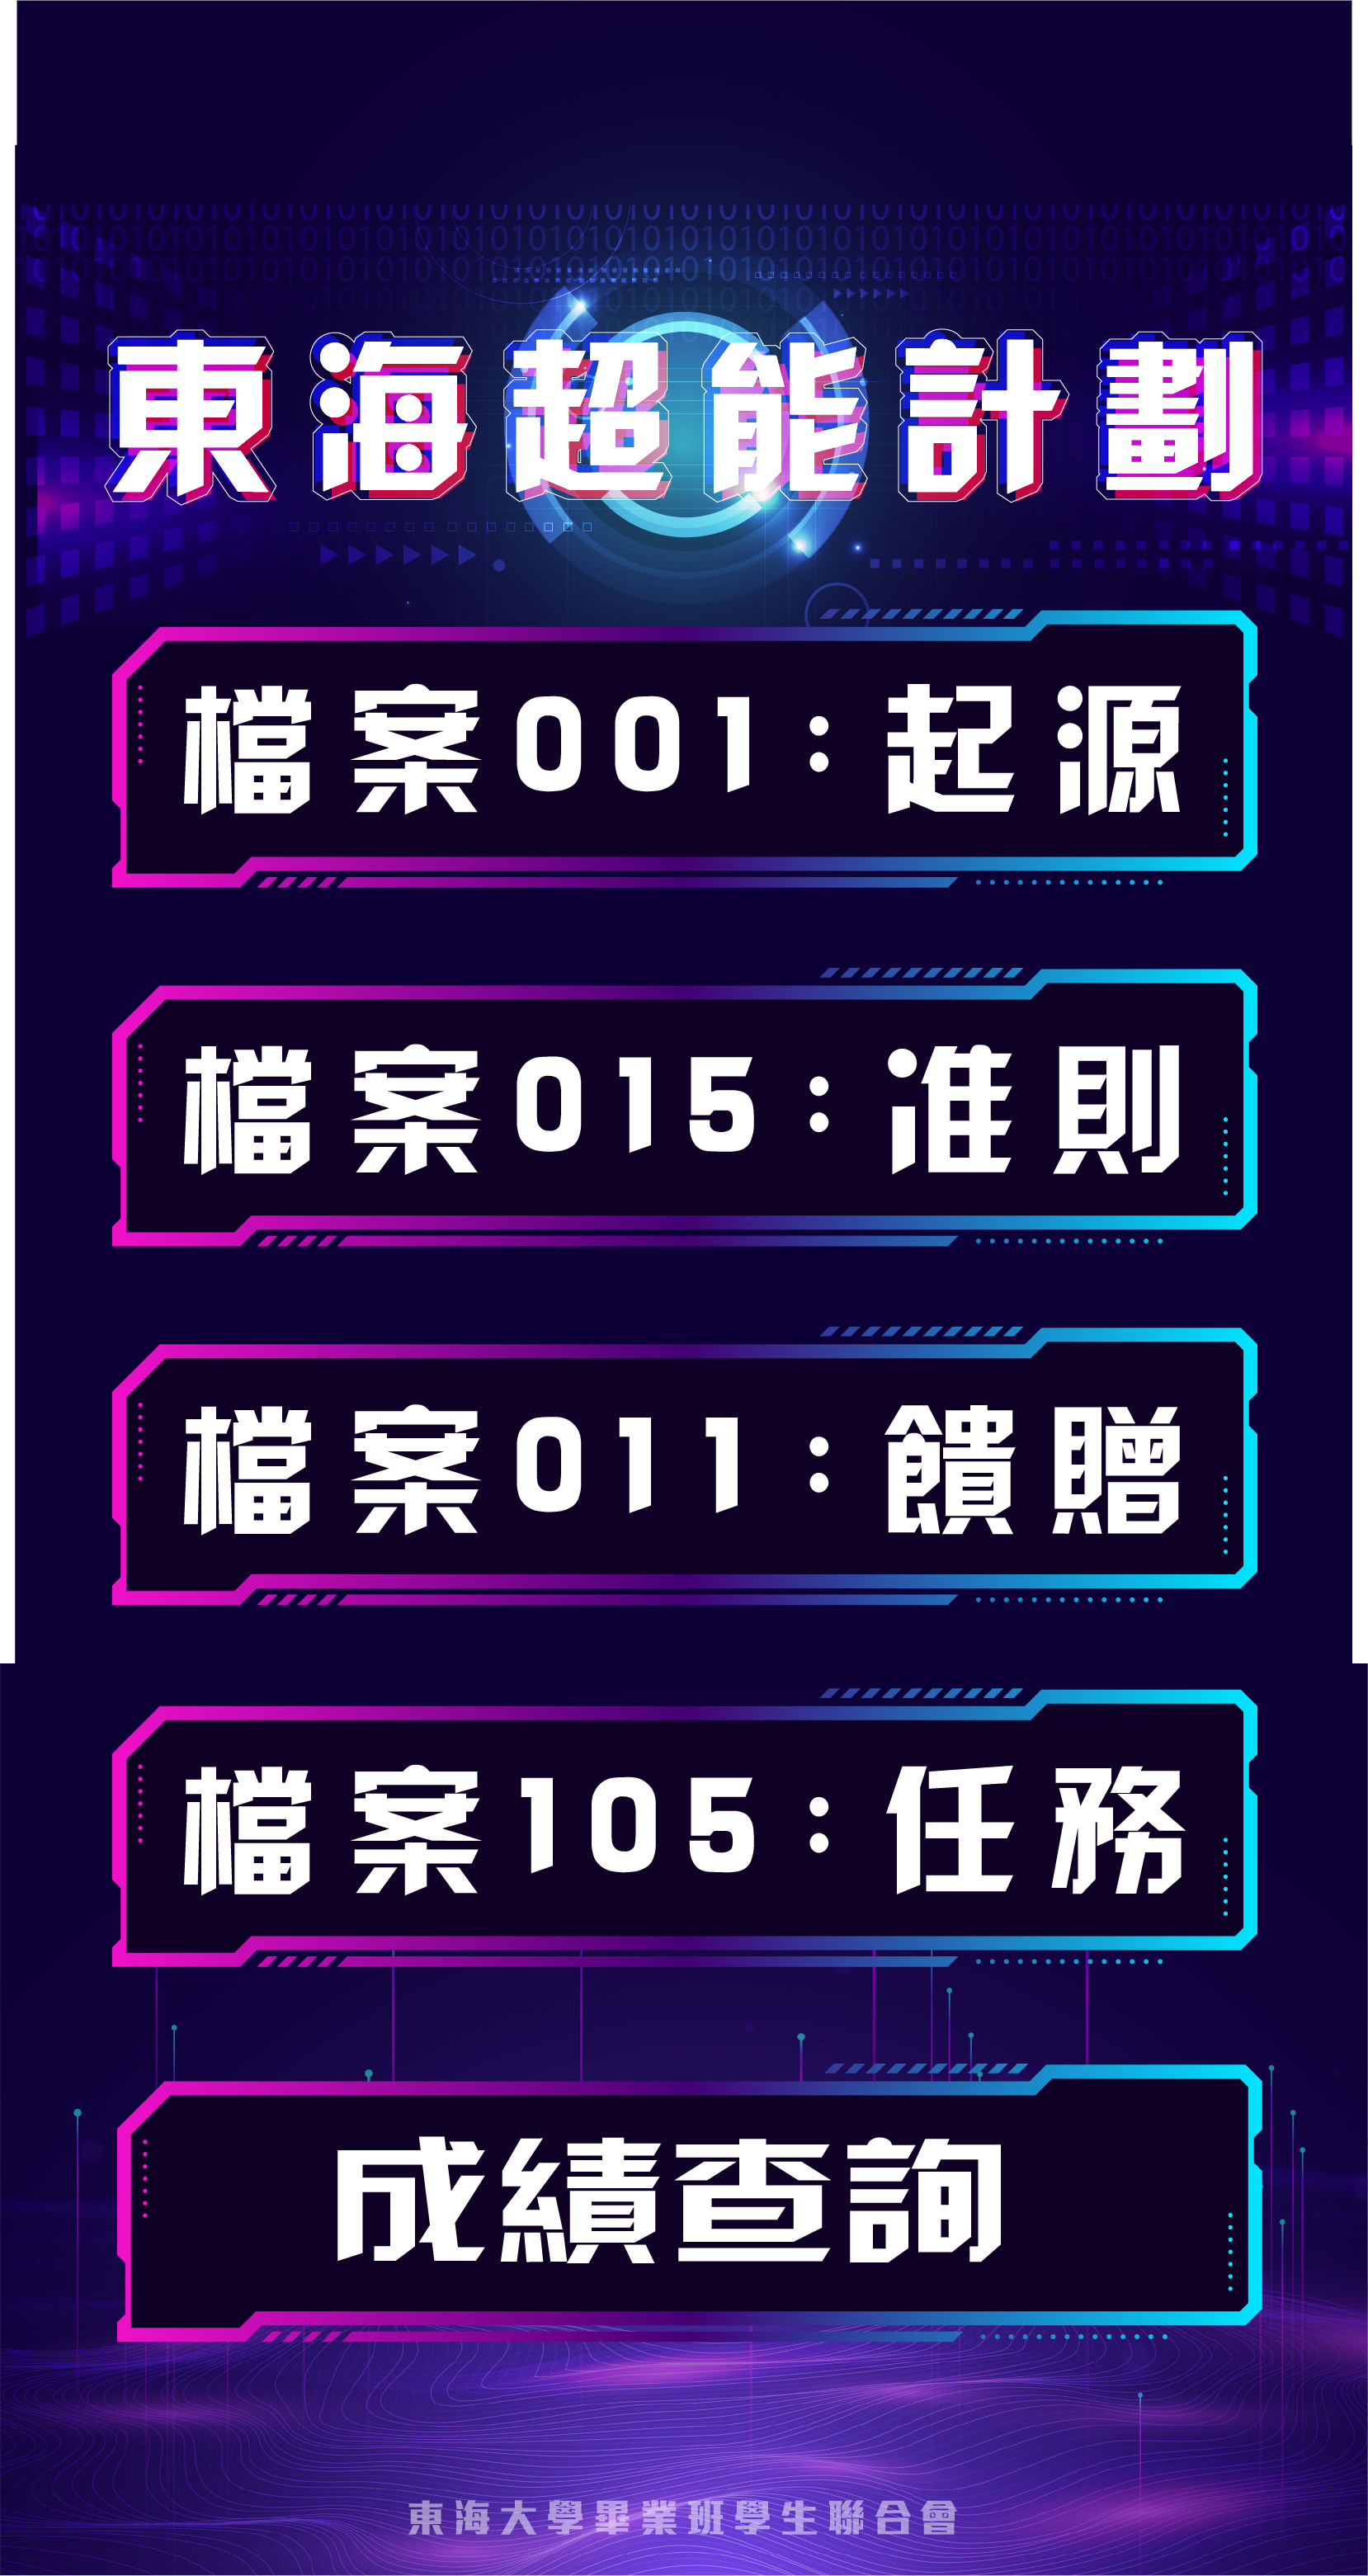 東海超能計劃
檔案001:起源
檔案015:准則
檔案011:饋贈
檔案105:任務
成績查詢
東海大學畢業班學生聯合會